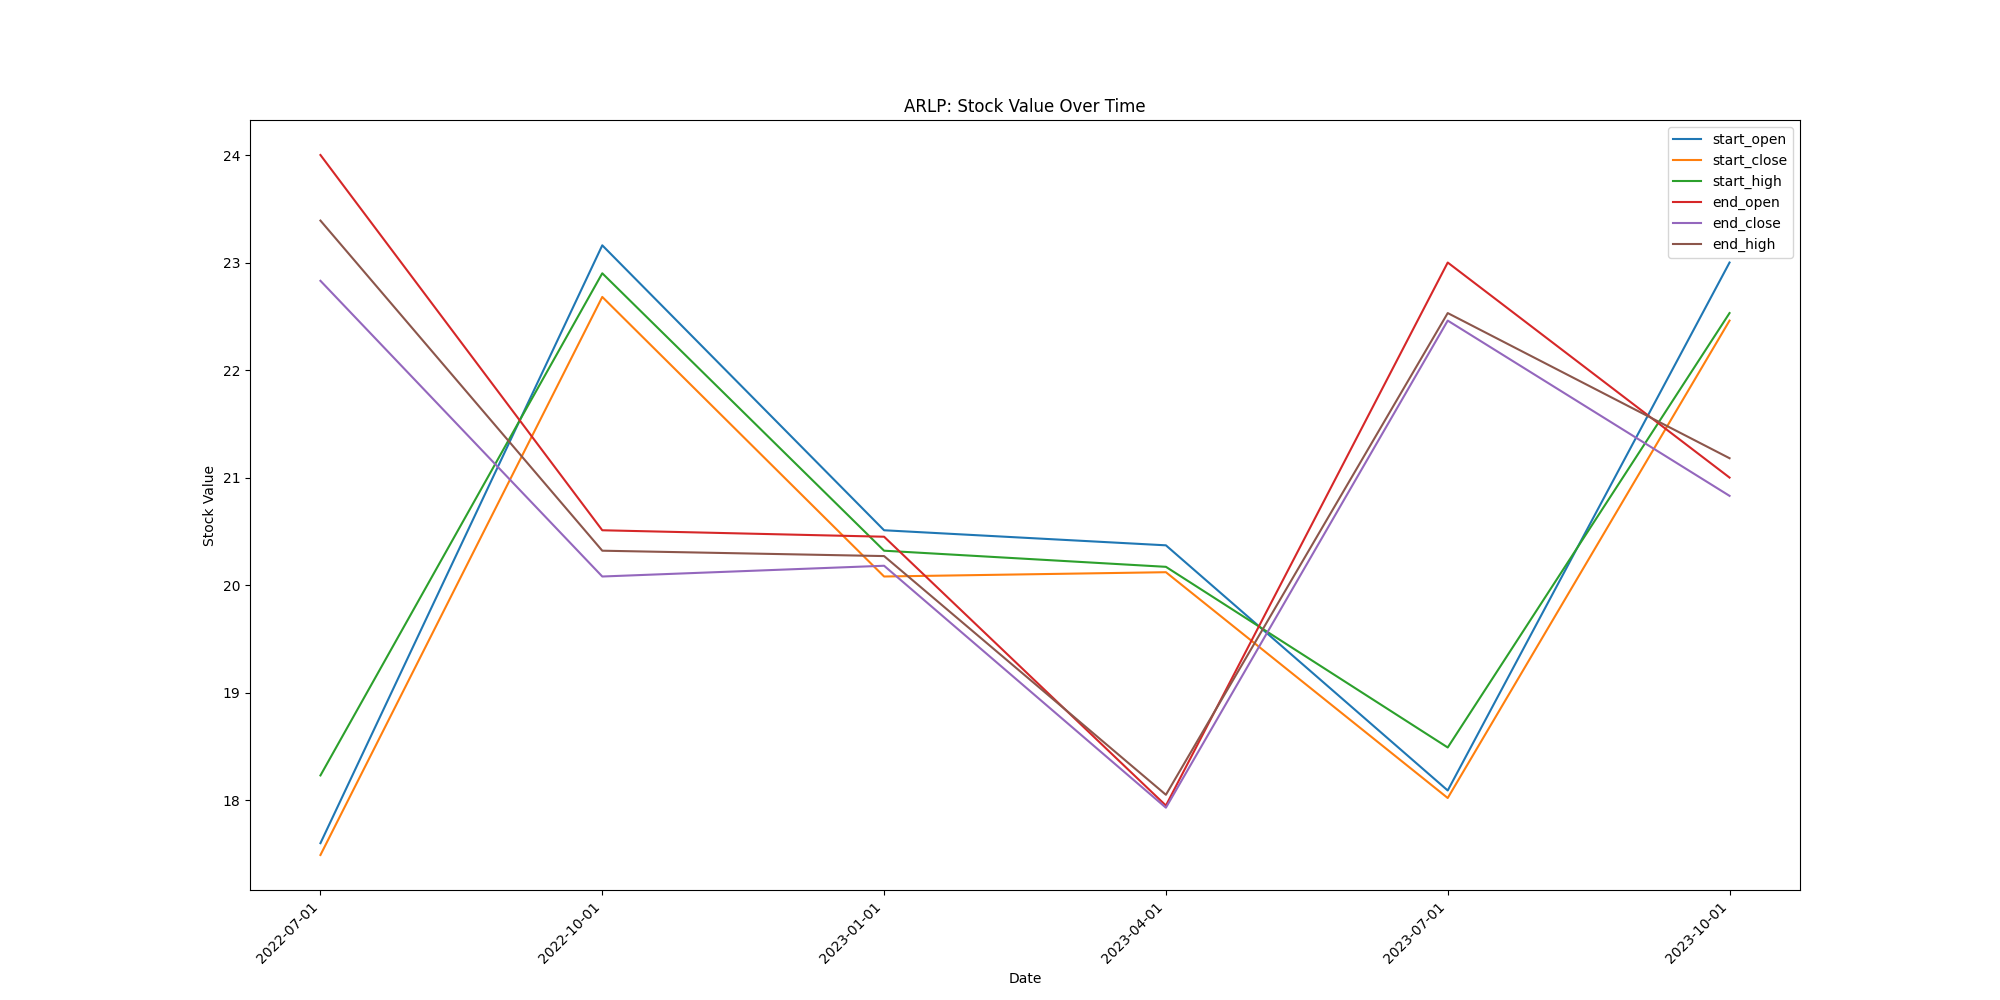 ARLP: Stock Value Over Time
start_open
start_close
start_high
end_open
end_close
end_high
24
23
22
21
20
19
18
Stock Value
2022-07-01
2022-10-01
2023-01-01
2023-04-01
2023-07-01
2023-10-01
Date